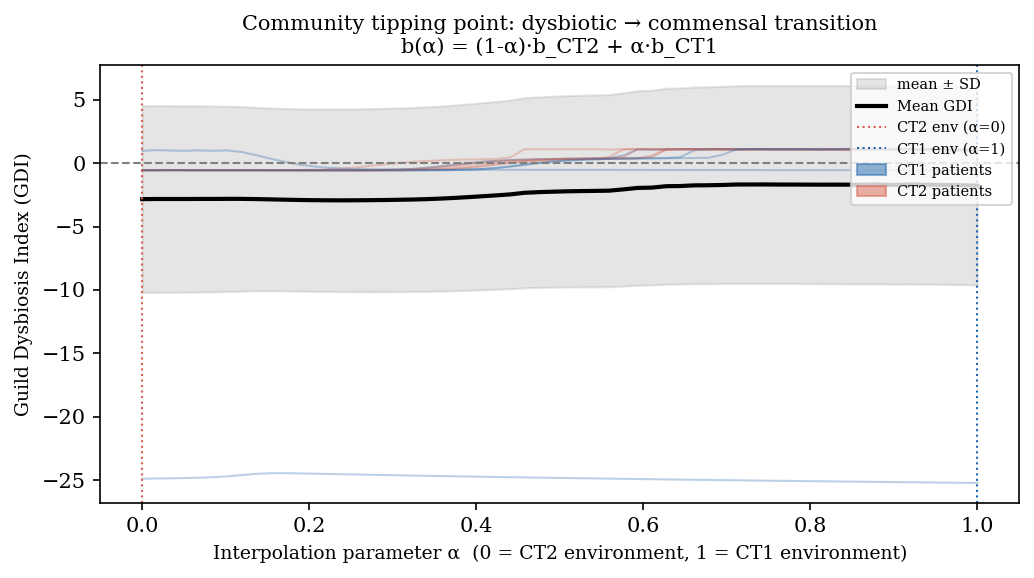 Community tipping point: dysbiotic → commensal transition
b(α) = (1-α)·b_CT2 + α·b_CT1
Guild Dysbiosis Index (GDI)
5
0
−5
−10
−15
−20
−25
mean ± SD
Mean GDI
CT2 env (α=0)
CT1 env (α=1)
CT1 patients
CT2 patients
0.0
0.2
0.4
0.6
0.8
1.0
Interpolation parameter α (0 = CT2 environment, 1 = CT1 environment)